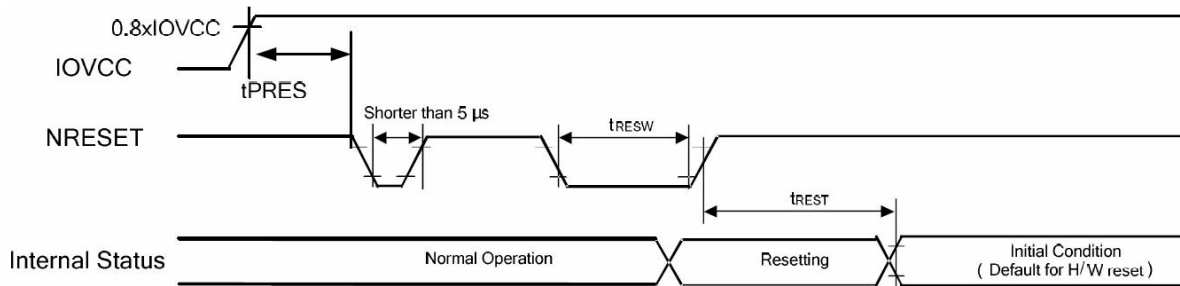 0.8xIOVCC
IOVCC
tPRES
Shorter than 5 µs
NRESET
tRESW
tREST
Internal Status
Normal Operation
Resetting
Initial Condition
( Default for H/W reset )